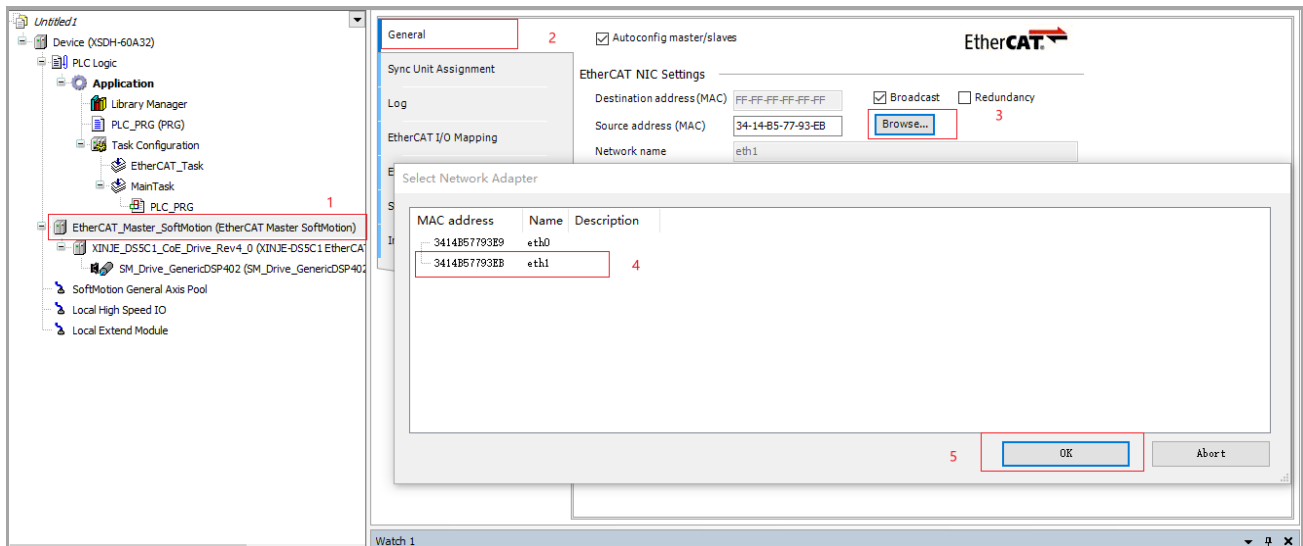 Untitled1
Device (XSDH-60A32)
PLC Logic
Application
Library Manager
PLC_PRG (PRG)
Task Configuration
EtherCAT_Task
MainTask
PLC_PRG
1
EtherCAT_Master_SoftMotion (EtherCAT Master SoftMotion)
XINJE_DS5C1_CoE_Drive_Rev4_0 (XINJE-DS5C1 EtherCA
SM_Drive_GenericDSP402 (SM_Drive_GenericDSP402
SoftMotion General Axis Pool
Local High Speed IO
Local Extend Module
General
2
Sync Unit Assignment
Log
EtherCAT I/O Mapping
E
S
I
Autoconfig master/slaves
EtherCAT.
EtherCAT NIC Settings
Destination address (MAC) FF-FF-FF-FF-FF-FF Broadcast Redundancy
Source address (MAC) 34-14-B5-77-93-EB Browse... 3
Network name eth1
Select Network Adapter
MAC address Name Description
3414B57793E9 eth0
3414B57793EB eth1 4
5 OK Abort
Watch 1